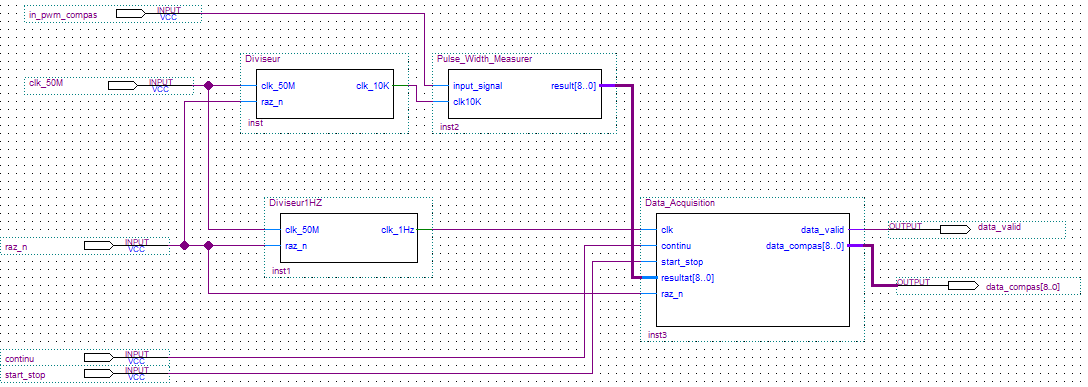 in_pwm_compas
INPUT
VCC
Diviseur
Pulse_Width_Measurer
clk_50M
INPUT
VCC
clk_50M
clk_10K
raz_n
inst
input_signal
result[8..0]
clk10K
inst2
Diviseur1HZ
Data_Acquisition
clk_50M
clk_1Hz
raz_n
inst1
raz_n
INPUT
VCC
clk
data_valid
continu
data_compas[8..0]
start_stop
resultat[8..0]
raz_n
inst3
OUTPUT
data_valid
OUTPUT
data_compas[8..0]
continu
INPUT
VCC
start_stop
INPUT
VCC